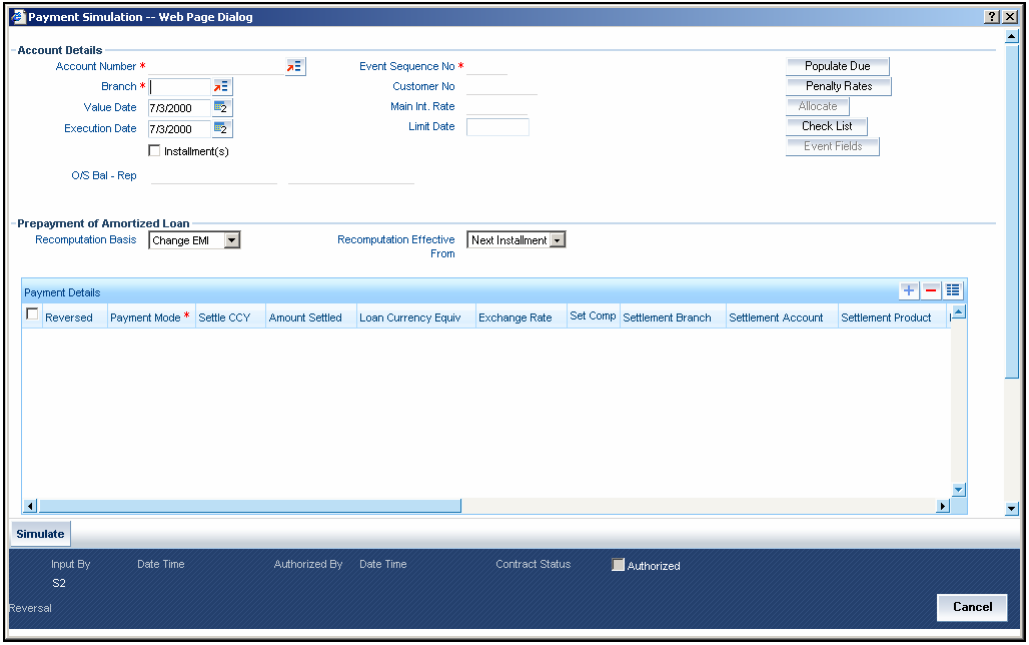 Payment Simulation -- Web Page Dialog
Account Details
Account Number * Event Sequence No * Populate Due
Branch * Customer No Penalty Rates
Value Date 7/3/2000 Main Int. Rate Allocate
Execution Date 7/3/2000 Limit Date Check List
Installment(s) Event Fields
O/S Bal - Rep
Prepayment of Amortized Loan
Recomputation Basis Change EMI Recomputation Effective From Next Installment
Payment Details
Reversed Payment Mode * Settle CCY Amount Settled Loan Currency Equiv Exchange Rate Set Comp Settlement Branch Settlement Account Settlement Product
Simulate
Input By Date Time Authorized By Date Time Contract Status Authorized
S2
Reversal
Cancel